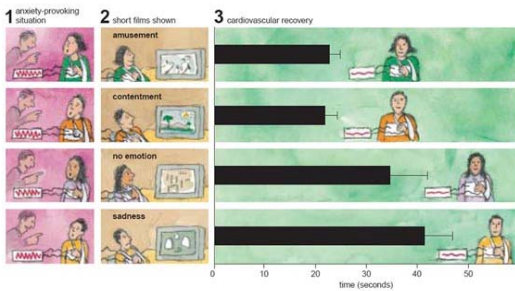 1 anxiety-provoking
situation
2 short films shown
3 cardiovascular recovery
amusement
contentment
no emotion
sadness
0 10 20 30 40 50
time (seconds)